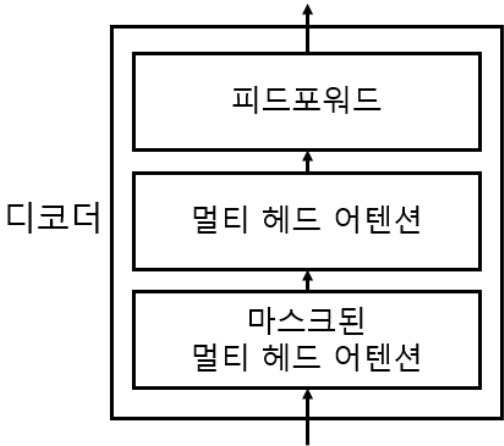 피드포워드
디코더
멀티 헤드 어텐션
마스크된
멀티 헤드 어텐션